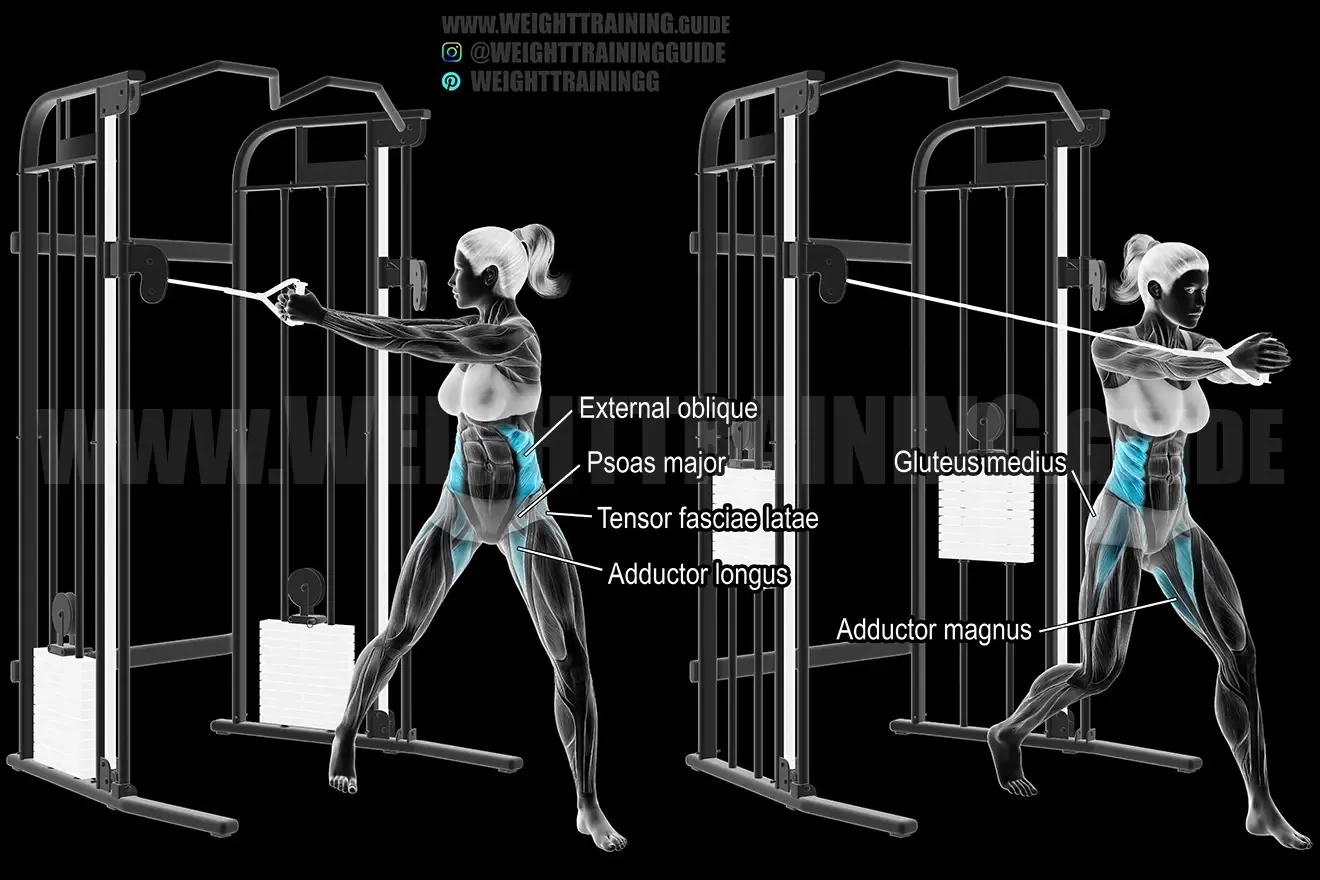 WWW.WEIGHTTRAINING.GUIDE
@WEIGHTTRAININGGUIDE
WEIGHTTRAININGG
WWW.WEIGHTTRAINING.GUIDE
External oblique
Psoas major
Tensor fasciae latae
Adductor longus
Gluteus medius
Adductor magnus